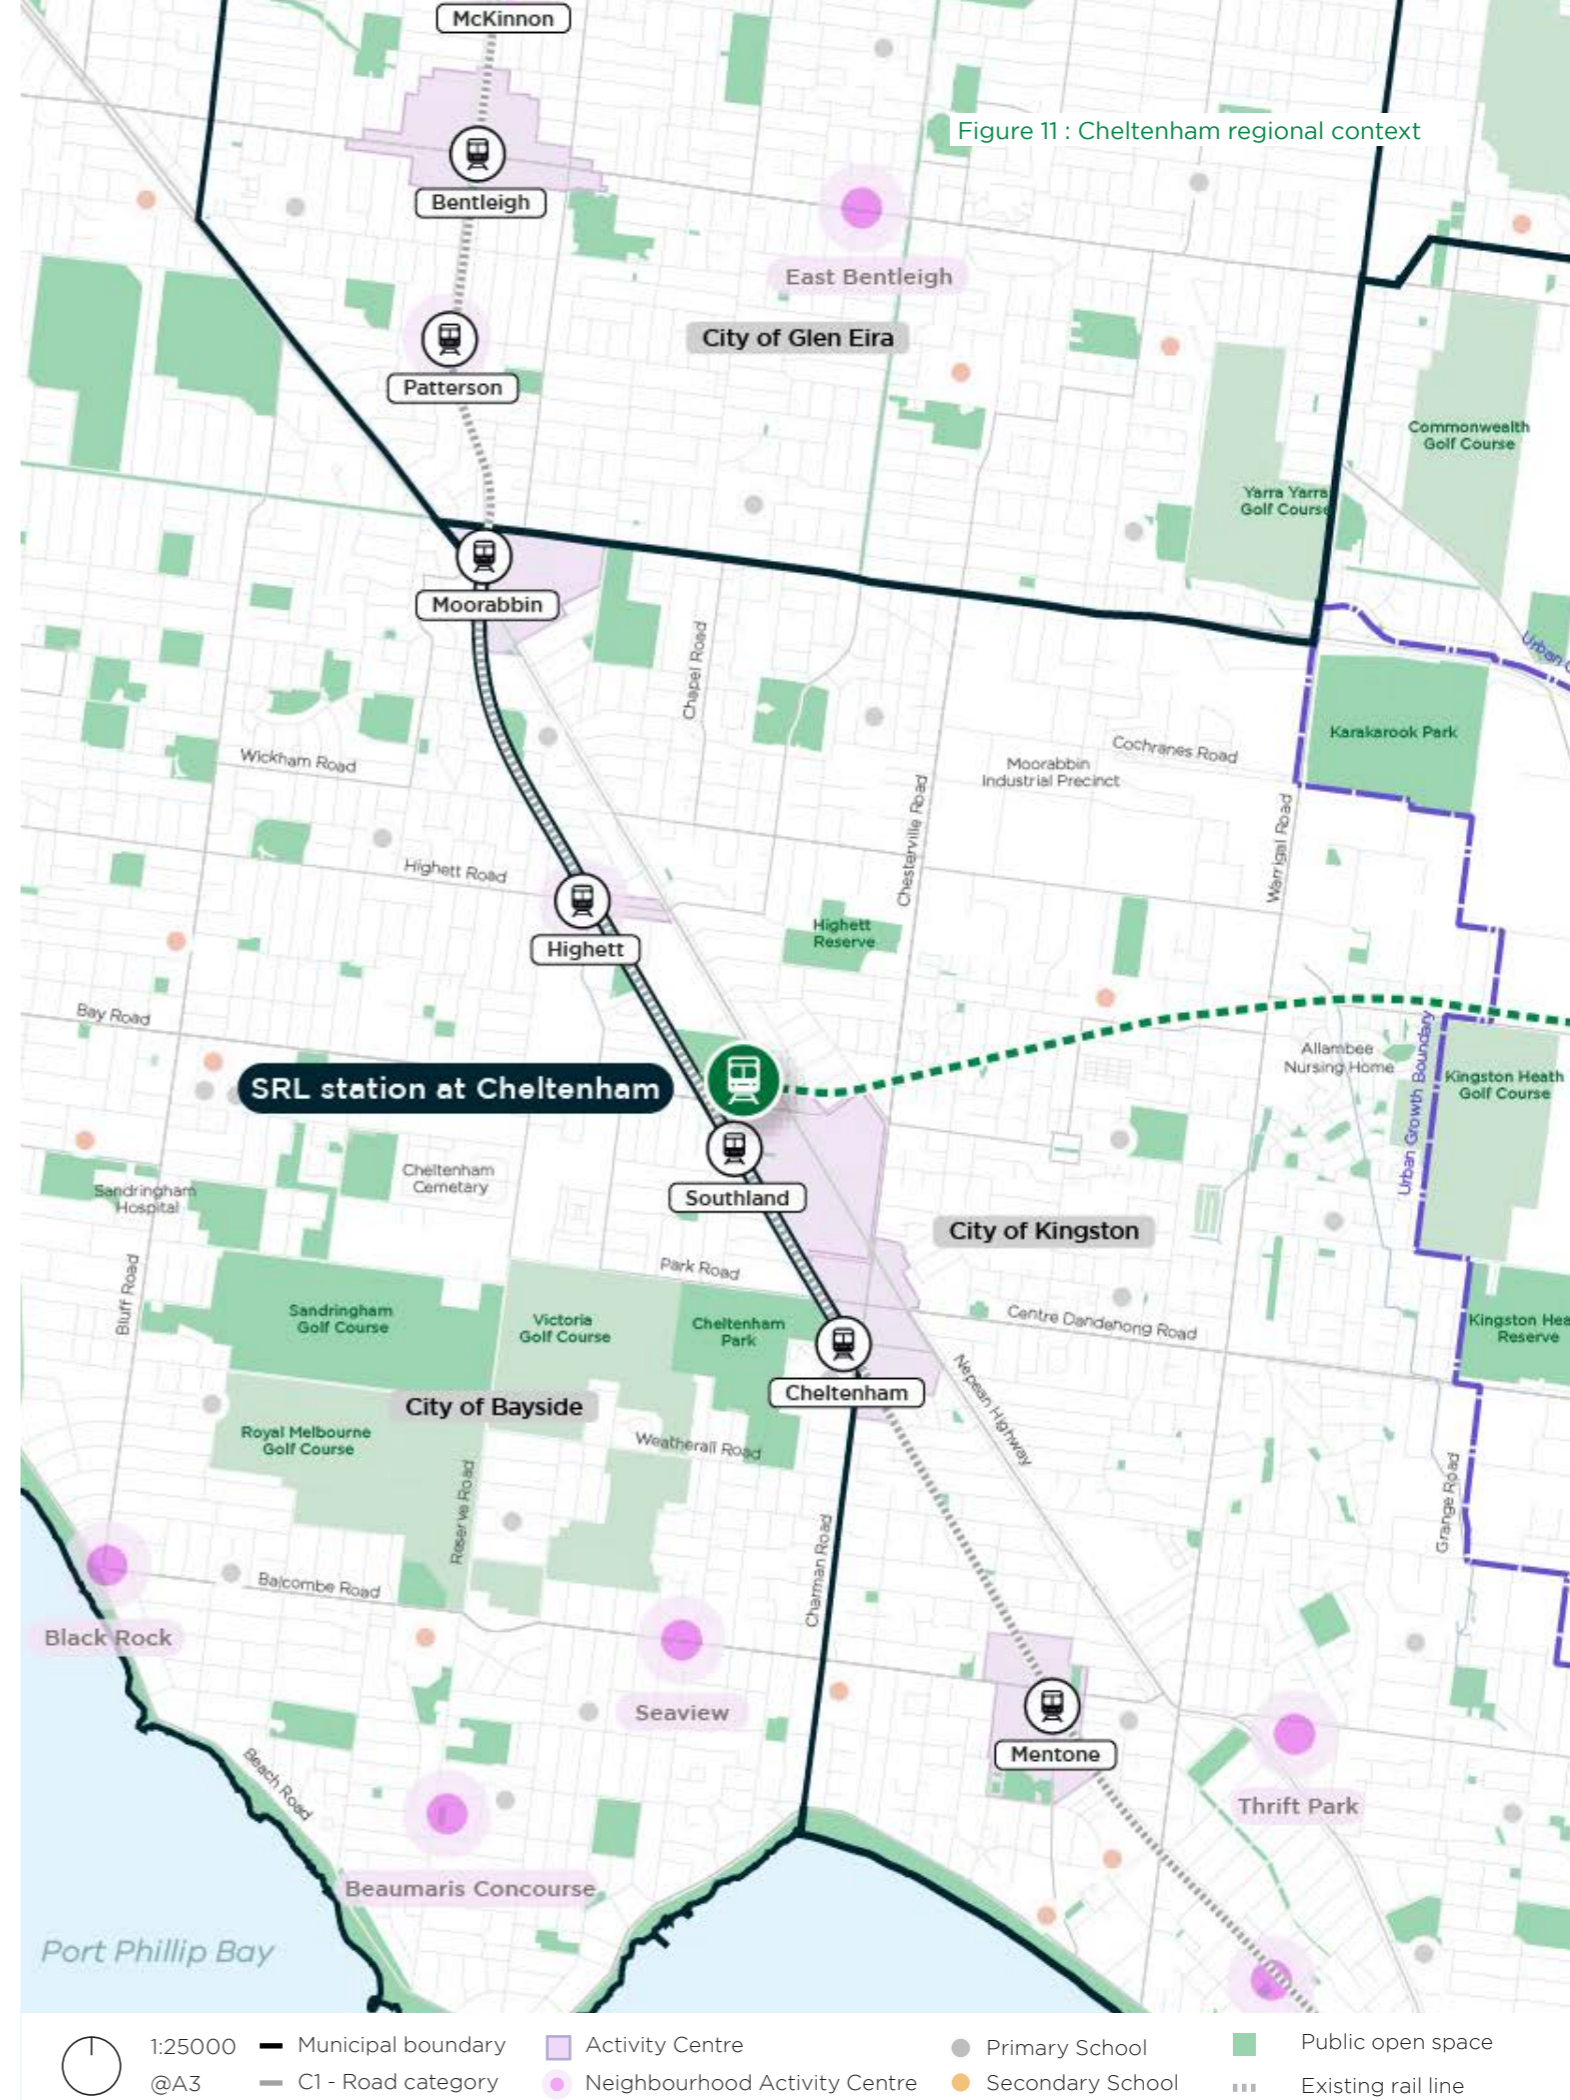 McKinnon
Figure 11 : Cheltenham regional context
Bentleigh
East Bentleigh
City of Glen Eira
Patterson
Commonwealth
Golf Course
Yarra Yarra
Golf Course
Moorabbin
Chapel Road
Urban G
Karakarook Park
Wickham Road
Cochranes Road
Moorabbin
Industrial Precinct
Chesterville Road
Warrigal Road
Highett Road
Highett
Highett
Reserve
Bay Road
Urban Growth Boundary
Allambee
Nursing Home
SRL station at Cheltenham
Kingston Heath
Golf Course
Cheltenham
Cemetary
Sandringham
Hospital
Southland
City of Kingston
Park Road
Bluff Road
Sandringham
Golf Course
Victoria
Golf Course
Cheltenham
Park
Centre Dandenong Road
Kingston Hea
Reserve
Cheltenham
Nepean Highway
City of Bayside
Royal Melbourne
Golf Course
Weatherall Road
Reserve Road
Grange Road
Charman Road
Balcombe Road
Black Rock
Seaview
Mentone
Beach Road
Thrift Park
Beaumaris Concourse
Port Phillip Bay
1:25000
@A3
Municipal boundary
C1 - Road category
Activity Centre
Neighbourhood Activity Centre
Primary School
Secondary School
Public open space
Existing rail line